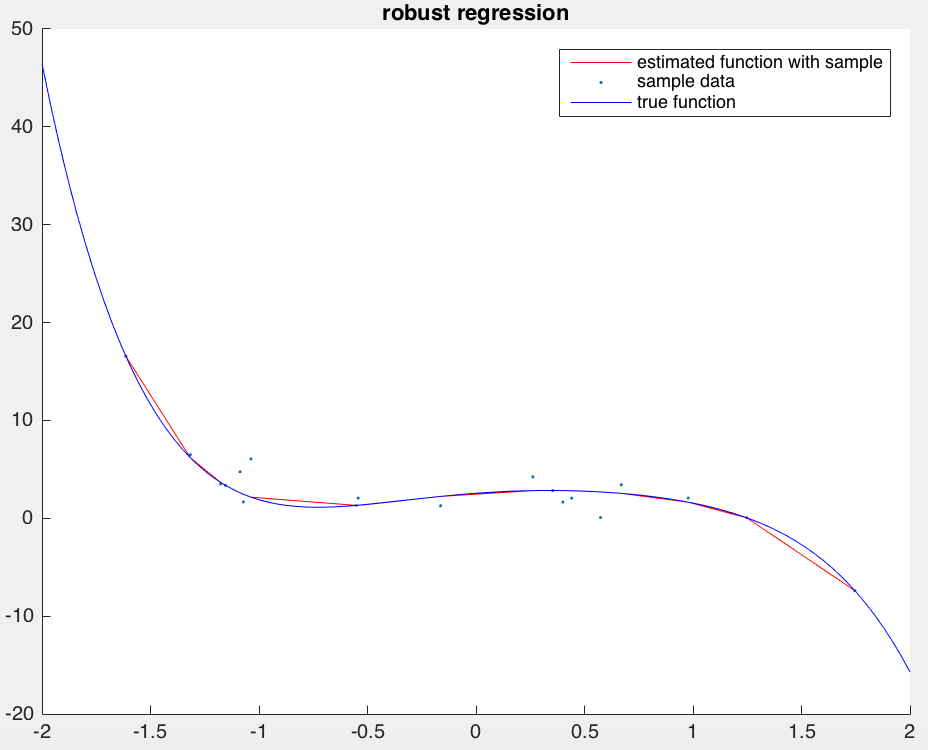 robust regression
50
40
30
20
10
0
-10
-20
estimated function with sample
sample data
true function
-2 -1.5 -1 -0.5 0 0.5 1 1.5 2